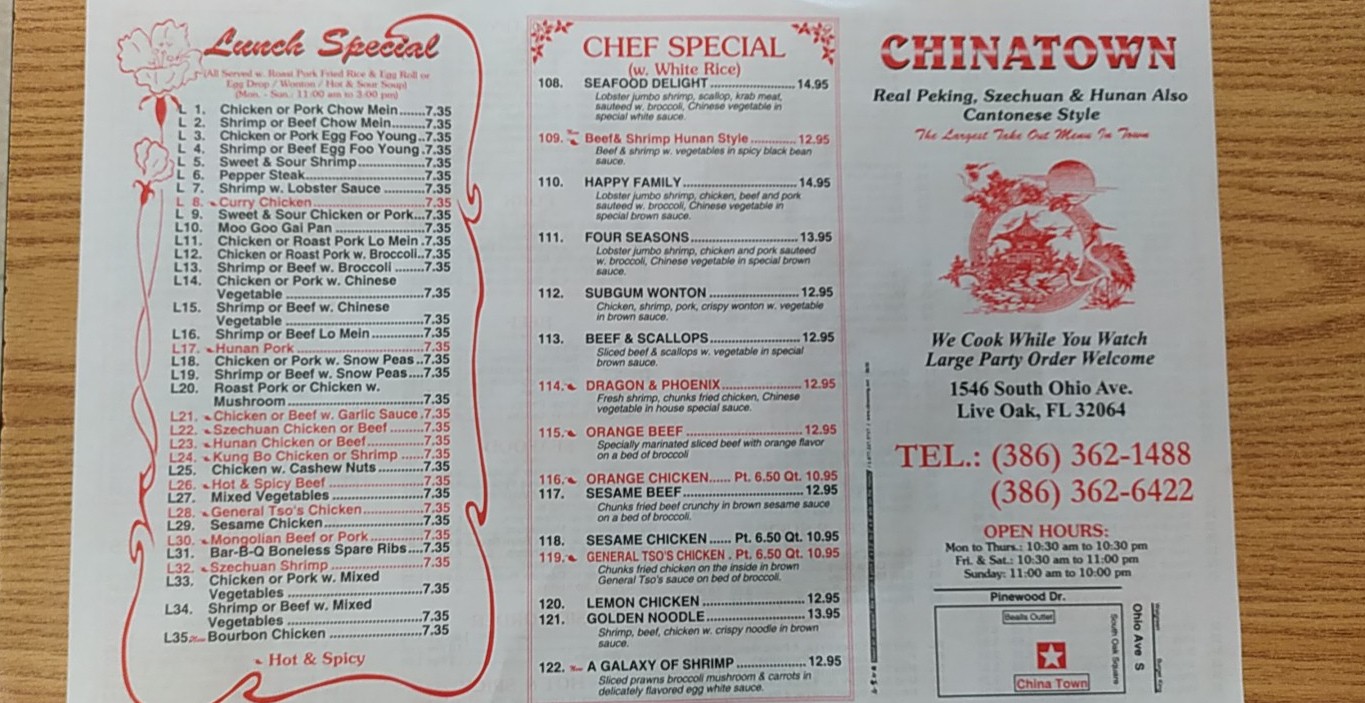 Lunch Special
(All Served w. Roast Pork Fried Rice & Egg Roll or
Egg Drop / Wonton / Hot & Sour Soup)
(Mon. - Sun.: 11:00 am to 3:00 pm)
L 1. Chicken or Pork Chow Mein.......7.35
L 2. Shrimp or Beef Chow Mein........7.35
L 3. Chicken or Pork Egg Foo Young..7.35
L 4. Shrimp or Beef Egg Foo Young.7.35
L 5. Sweet & Sour Shrimp................7.35
L 6. Pepper Steak.............................7.35
L 7. Shrimp w. Lobster Sauce ..........7.35
L 8. Curry Chicken...........................7.35
L 9. Sweet & Sour Chicken or Pork...7.35
L10. Moo Goo Gai Pan .....................7.35
L11. Chicken or Roast Pork Lo Mein .7.35
L12. Chicken or Roast Pork w. Broccoli..7.35
L13. Shrimp or Beef w. Broccoli ........7.35
L14. Chicken or Pork w. Chinese
Vegetable .................................7.35
L15. Shrimp or Beef w. Chinese
Vegetable .................................7.35
L16. Shrimp or Beef Lo Mein............7.35
L17. Hunan Pork ..............................7.35
L18. Chicken or Pork w. Snow Peas..7.35
L19. Shrimp or Beef w. Snow Peas....7.35
L20. Roast Pork or Chicken w.
Mushroom.................................7.35
L21. Chicken or Beef w. Garlic Sauce .7.35
L22. Szechuan Chicken or Beef........7.35
L23. Hunan Chicken or Beef.............7.35
L24. Kung Bo Chicken or Shrimp ......7.35
L25. Chicken w. Cashew Nuts...........7.35
L26. Hot & Spicy Beef.......................7.35
L27. Mixed Vegetables ......................7.35
L28. General Tso's Chicken...............7.35
L29. Sesame Chicken........................7.35
L30. Mongolian Beef or Pork.............7.35
L31. Bar-B-Q Boneless Spare Ribs....7.35
L32. Szechuan Shrimp .....................7.35
L33. Chicken or Pork w. Mixed
Vegetables ................................7.35
L34. Shrimp or Beef w. Mixed
Vegetables ................................7.35
L35. Bourbon Chicken ......................7.35
Hot & Spicy
CHEF SPECIAL
(w. White Rice)
108. SEAFOOD DELIGHT.....................14.95
Lobster jumbo shrimp, scallop, krab meat,
sauteed w. broccoli, Chinese vegetable in
special white sauce.
109. Beef& Shrimp Hunan Style ............12.95
Beef & shrimp w. vegetables in spicy black bean
sauce.
110. HAPPY FAMILY............................14.95
Lobster jumbo shrimp, chicken, beef and pork
sauteed w. broccoli, Chinese vegetable in
special brown sauce.
111. FOUR SEASONS..........................13.95
Lobster jumbo shrimp, chicken and pork sauteed
w. broccoli, Chinese vegetable in special brown
sauce.
112. SUBGUM WONTON ......................12.95
Chicken, shrimp, pork, crispy wonton w. vegetable
in brown sauce.
113. BEEF & SCALLOPS......................12.95
Sliced beef & scallops w. vegetable in special
brown sauce.
114. DRAGON & PHOENIX...................12.95
Fresh shrimp, chunks fried chicken, Chinese
vegetable in house special sauce.
115. ORANGE BEEF ............................12.95
Specially marinated sliced beef with orange flavor
on a bed of broccoli
116. ORANGE CHICKEN...... Pt. 6.50 Qt. 10.95
117. SESAME BEEF.............................12.95
Chunks fried beef crunchy in brown sesame sauce
on a bed of broccoli.
118. SESAME CHICKEN ...... Pt. 6.50 Qt. 10.95
119. GENERAL TSO'S CHICKEN . Pt. 6.50 Qt. 10.95
Chunks fried chicken on the inside in brown
General Tso's sauce on bed of broccoli.
120. LEMON CHICKEN ........................12.95
121. GOLDEN NOODLE.......................13.95
Shrimp, beef, chicken w. crispy noodle in brown
sauce.
122. A GALAXY OF SHRIMP .................12.95
Sliced prawns broccoli mushroom & carrots in
delicately flavored egg white sauce.
CHINATOWN
Real Peking, Szechuan & Hunan Also
Cantonese Style
The Largest Take Out Menu In Town
We Cook While You Watch
Large Party Order Welcome
1546 South Ohio Ave.
Live Oak, FL 32064
TEL.: (386) 362-1488
(386) 362-6422
OPEN HOURS:
Mon to Thurs.: 10:30 am to 10:30 pm
Fri. & Sat.: 10:30 am to 11:00 pm
Sunday: 11:00 am to 10:00 pm
Pinewood Dr.
Bealls Outlet
South Oak Square
Ohio Ave S
Burger King
China Town